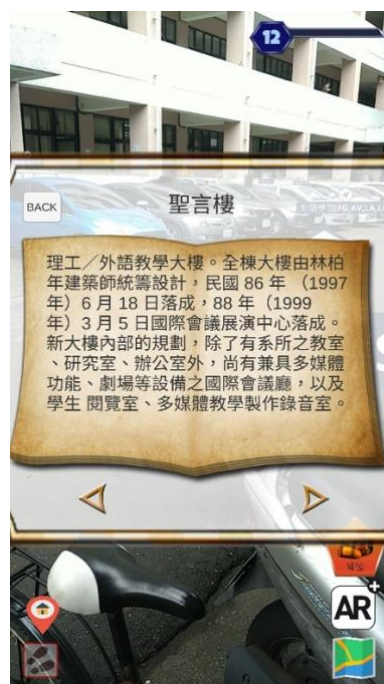 12
BACK
聖言樓
理工／外語教學大樓。全棟大樓由林柏
年建築師統籌設計，民國 86 年 （1997
年）6 月 18 日落成，88 年（1999
年）3 月 5 日國際會議展演中心落成。
新大樓內部的規劃，除了有系所之教室
、研究室、辦公室外，尚有兼具多媒體
功能、劇場等設備之國際會議廳，以及
學生 閱覽室、多媒體教學製作錄音室。
AR